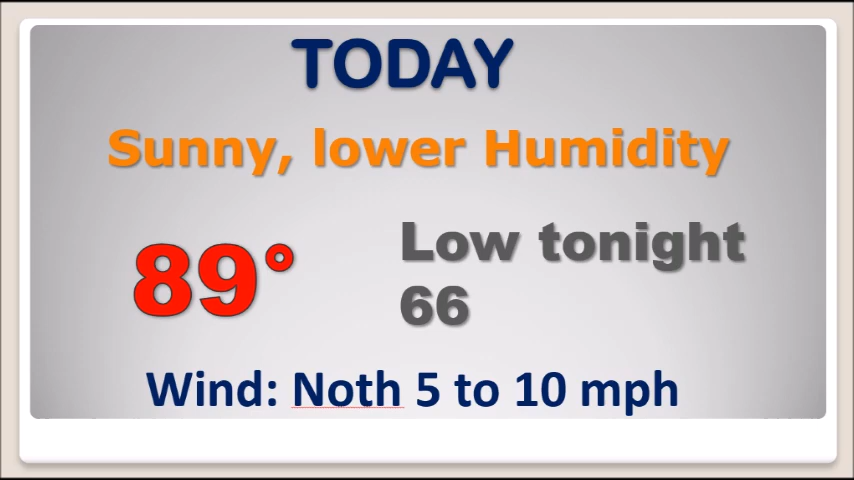 TODAY
Sunny, lower Humidity
89°
Low tonight
66
Wind: Noth 5 to 10 mph